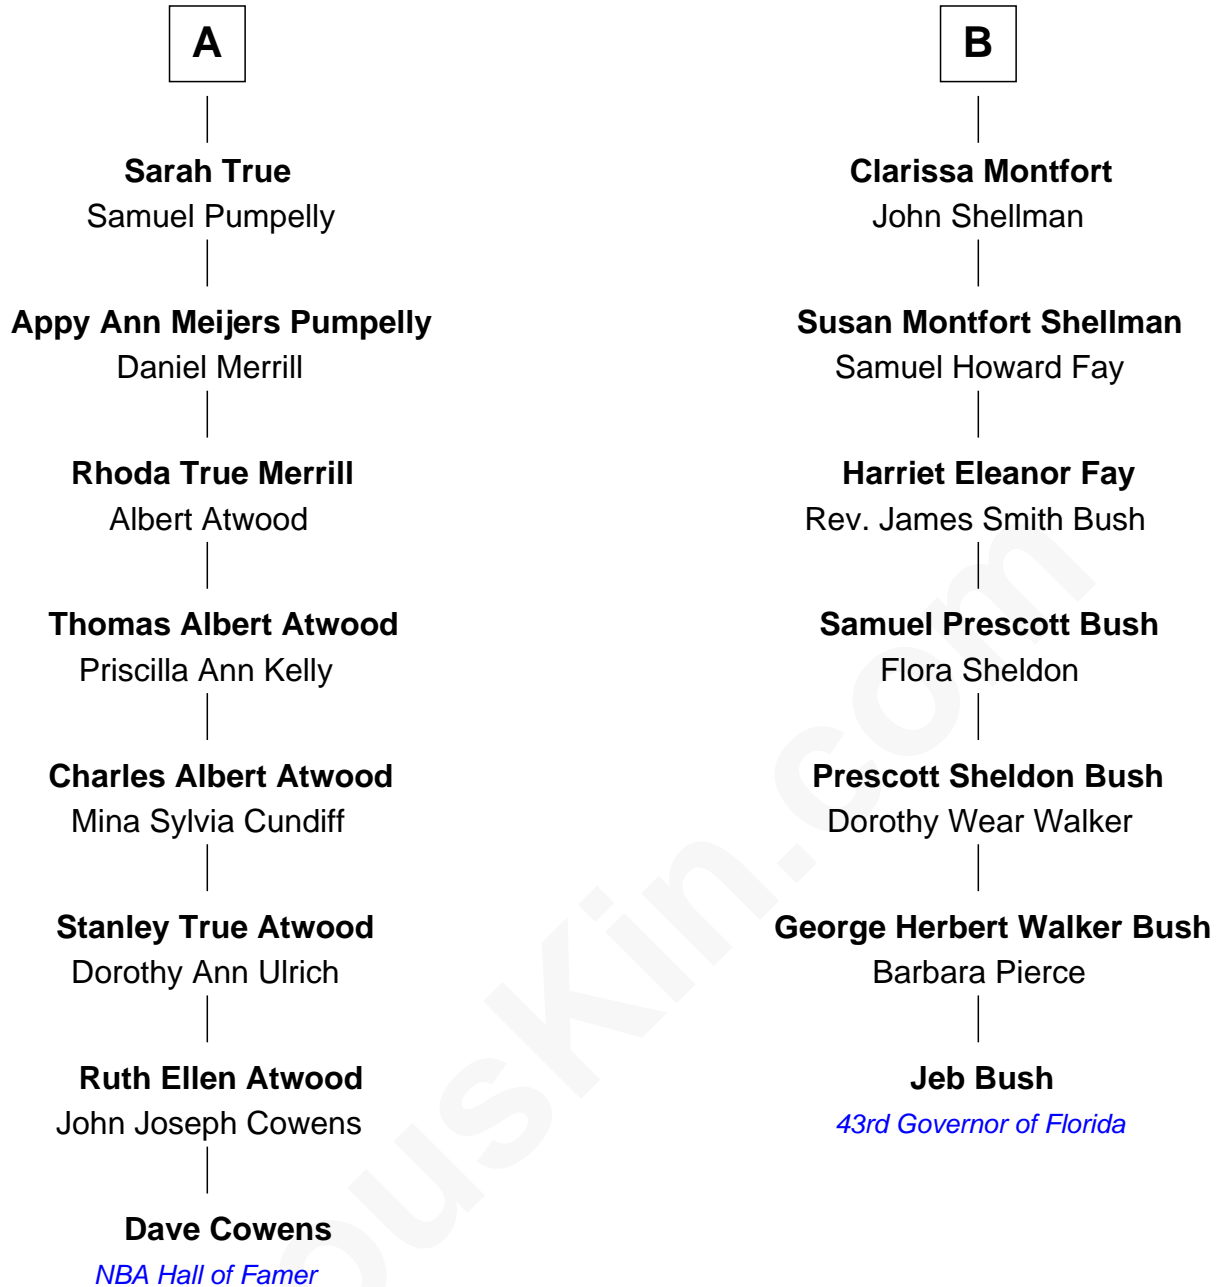 A
Sarah True
Samuel Pumpelly
Appy Ann Meijers Pumpelly
Daniel Merrill
Rhoda True Merrill
Albert Atwood
Thomas Albert Atwood
Priscilla Ann Kelly
Charles Albert Atwood
Mina Sylvia Cundiff
Stanley True Atwood
Dorothy Ann Ulrich
Ruth Ellen Atwood
John Joseph Cowens
Dave Cowens
NBA Hall of Famer
B
Clarissa Montfort
John Shellman
Susan Montfort Shellman
Samuel Howard Fay
Harriet Eleanor Fay
Rev. James Smith Bush
Samuel Prescott Bush
Flora Sheldon
Prescott Sheldon Bush
Dorothy Wear Walker
George Herbert Walker Bush
Barbara Pierce
Jeb Bush
43rd Governor of Florida
ousKin.com